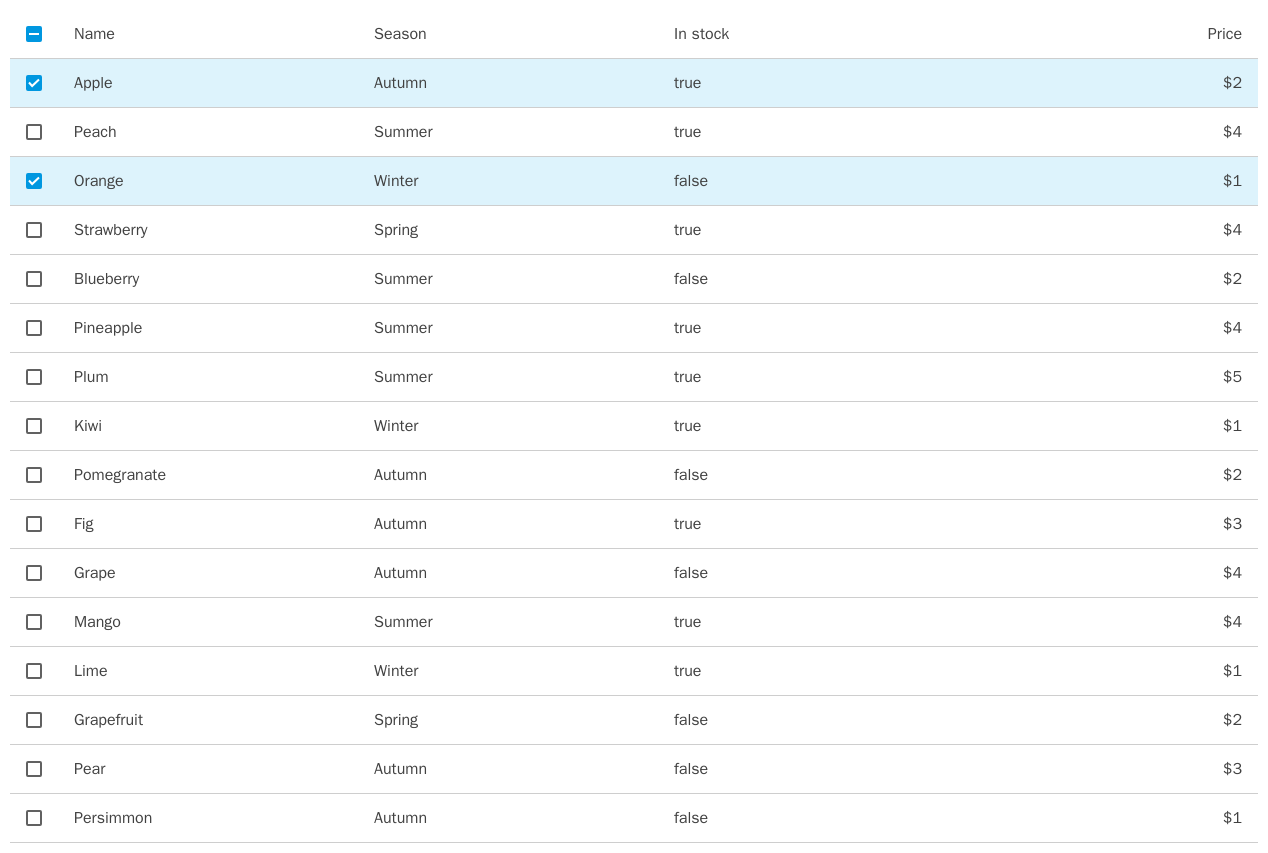 Name Season In stock Price
Apple Autumn true $2
Peach Summer true $4
Orange Winter false $1
Strawberry Spring true $4
Blueberry Summer false $2
Pineapple Summer true $4
Plum Summer true $5
Kiwi Winter true $1
Pomegranate Autumn false $2
Fig Autumn true $3
Grape Autumn false $4
Mango Summer true $4
Lime Winter true $1
Grapefruit Spring false $2
Pear Autumn false $3
Persimmon Autumn false $1